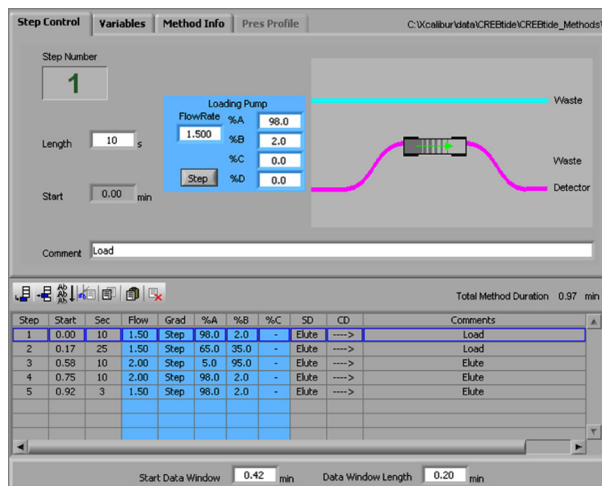 Step Control Variables Method Info Pres Profile C:\Xcalibur\data\CREBtide\CREBtide_Methods\
Step Number
1
Length 10 s
Start 0.00 min
Loading Pump
FlowRate
1.500
Step
%A 98.0
%B 2.0
%C 0.0
%D 0.0
Waste
Waste
Detector
Comment Load
Total Method Duration 0.97 min
Step Start Sec Flow Grad %A %B %C SD CD Comments
1 0.00 10 1.50 Step 98.0 2.0 - Elute ----> Load
2 0.17 25 1.50 Step 65.0 35.0 - Elute ----> Load
3 0.58 10 2.00 Step 5.0 95.0 - Elute ----> Elute
4 0.75 10 2.00 Step 98.0 2.0 - Elute ----> Elute
5 0.92 3 1.50 Step 98.0 2.0 - Elute ----> Elute
Start Data Window 0.42 min Data Window Length 0.20 min